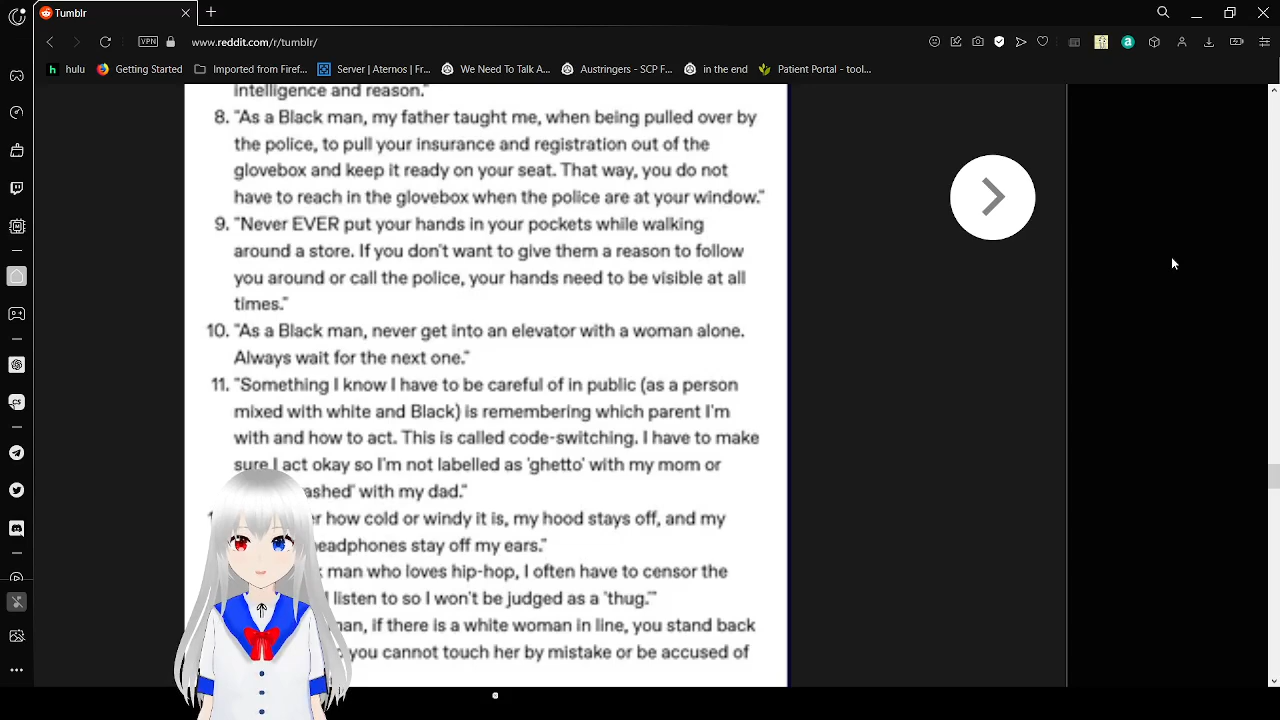 Tumblr
VPN
www.reddit.com/r/tumblr/
hulu
Getting Started
Imported from Firef...
Server | Aternos | Fr...
We Need To Talk A...
Austringers - SCP F...
in the end
Patient Portal - tool...
intelligence and reason."
8. "As a Black man, my father taught me, when being pulled over by
the police, to pull your insurance and registration out of the
glovebox and keep it ready on your seat. That way, you do not
have to reach in the glovebox when the police are at your window."
9. "Never EVER put your hands in your pockets while walking
around a store. If you don't want to give them a reason to follow
you around or call the police, your hands need to be visible at all
times."
10. "As a Black man, never get into an elevator with a woman alone.
Always wait for the next one."
11. "Something I know I have to be careful of in public (as a person
mixed with white and Black) is remembering which parent I'm
with and how to act. This is called code-switching. I have to make
sure I act okay so I'm not labelled as 'ghetto' with my mom or
ashed' with my dad."
how cold or windy it is, my hood stays off, and my
headphones stay off my ears."
man who loves hip-hop, I often have to censor the
listen to so I won't be judged as a 'thug.'"
man, if there is a white woman in line, you stand back
you cannot touch her by mistake or be accused of